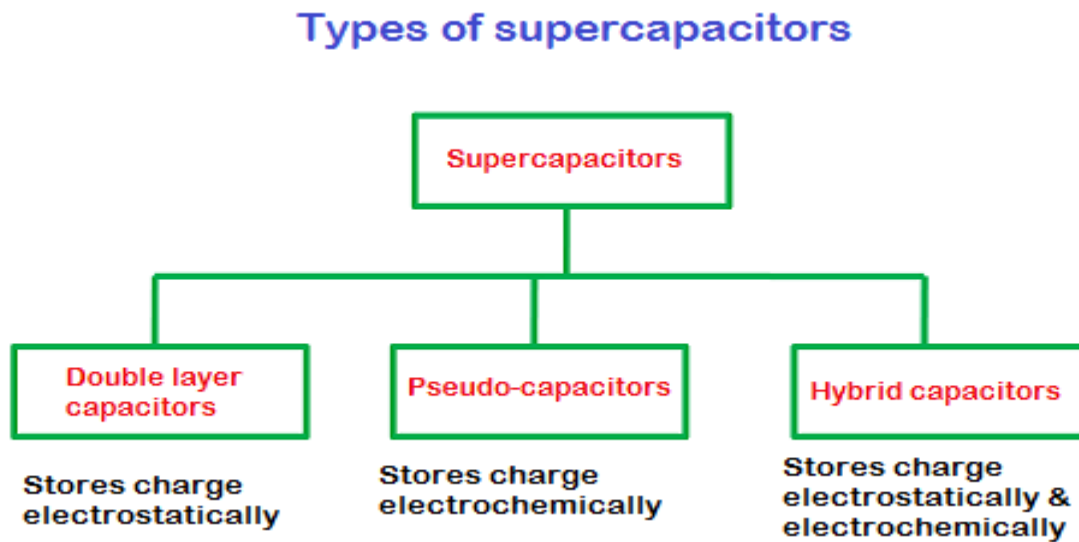 Types of supercapacitors
Supercapacitors
Double layer
capacitors
Pseudo-capacitors
Hybrid capacitors
Stores charge
electrostatically
Stores charge
electrochemically
Stores charge
electrostatically &
electrochemically